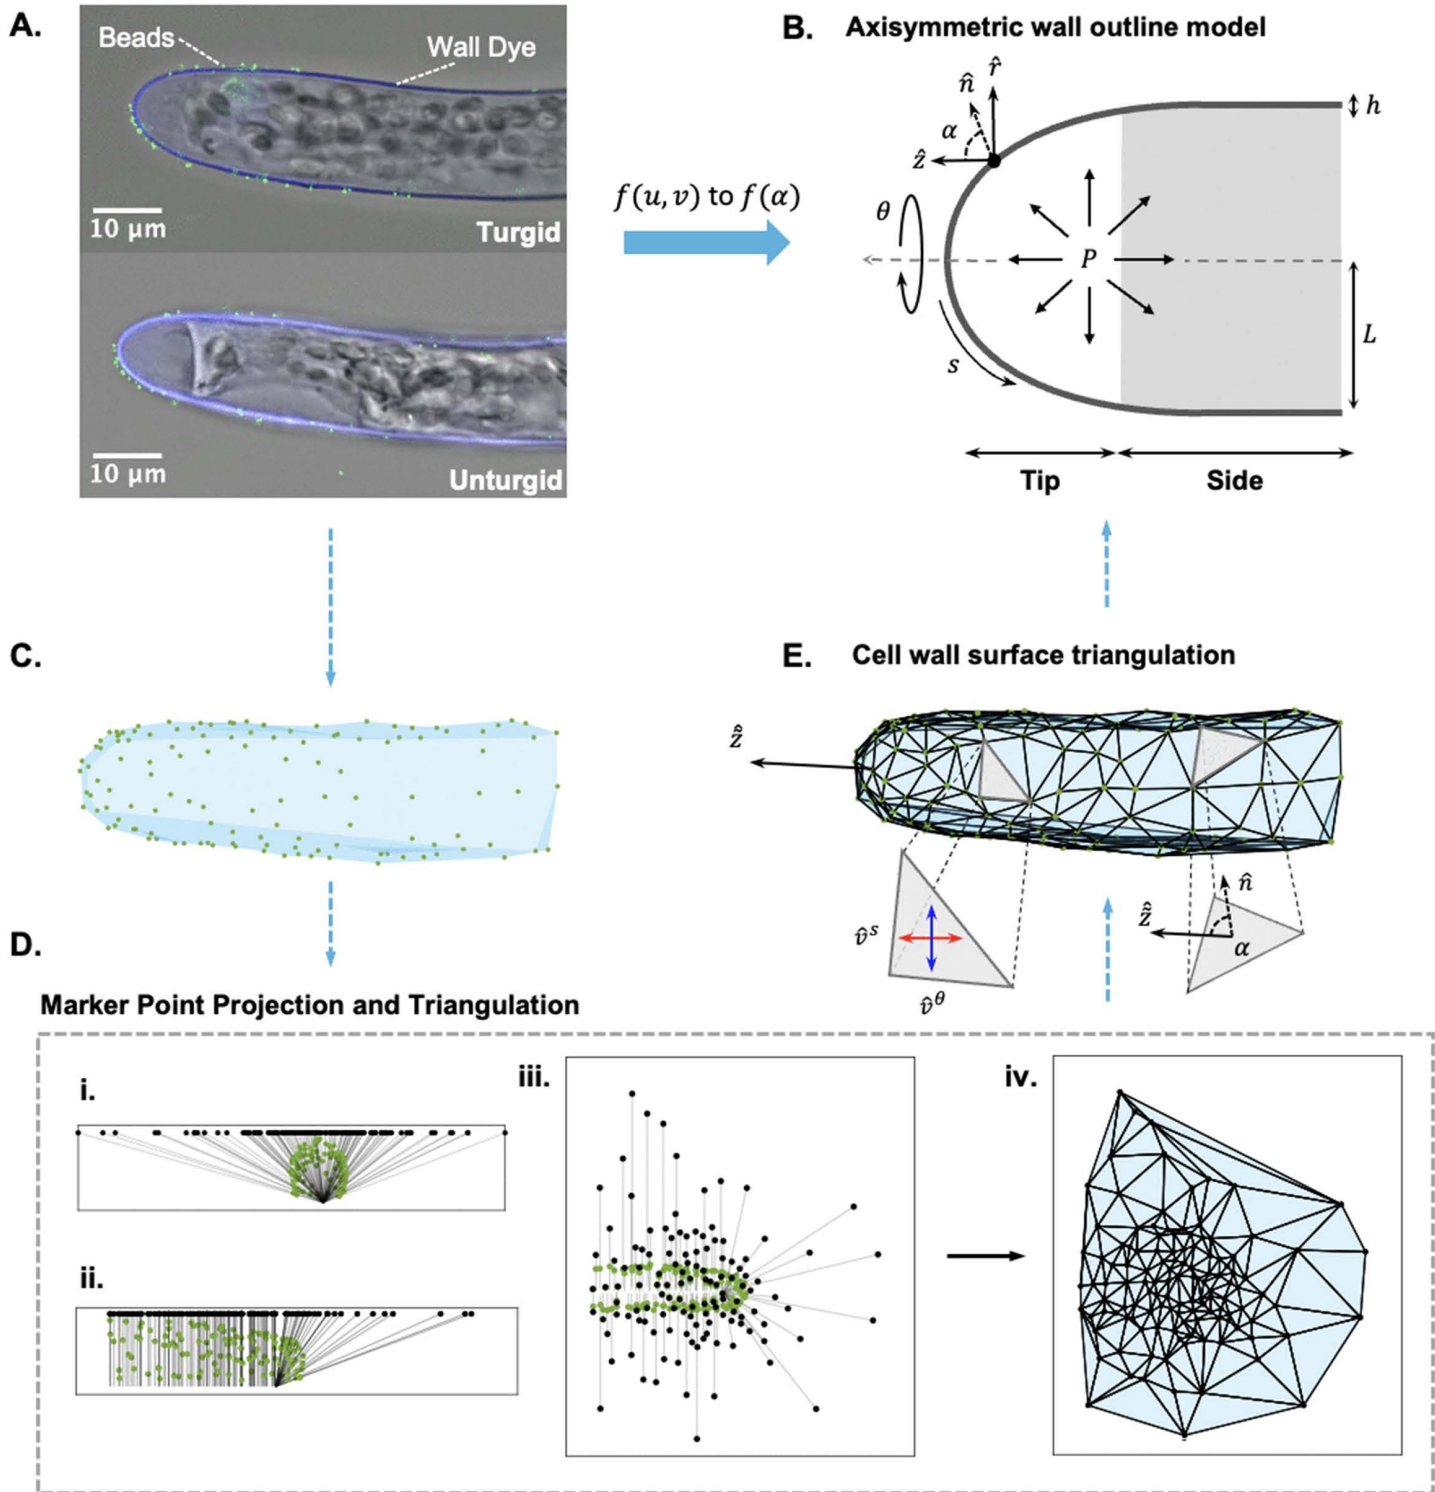 A.
Beads
Wall Dye
10 μm
Turgid
10 μm
Unturgid
f(u, v) to f(α)
B. Axisymmetric wall outline model
r̂
n̂
α
ẑ
h
θ
P
L
s
Tip
Side
C.
E. Cell wall surface triangulation
ẑ̂
v̂ˢ
v̂^θ
n̂
ẑ̂
α
D.
Marker Point Projection and Triangulation
i.
ii.
iii.
iv.